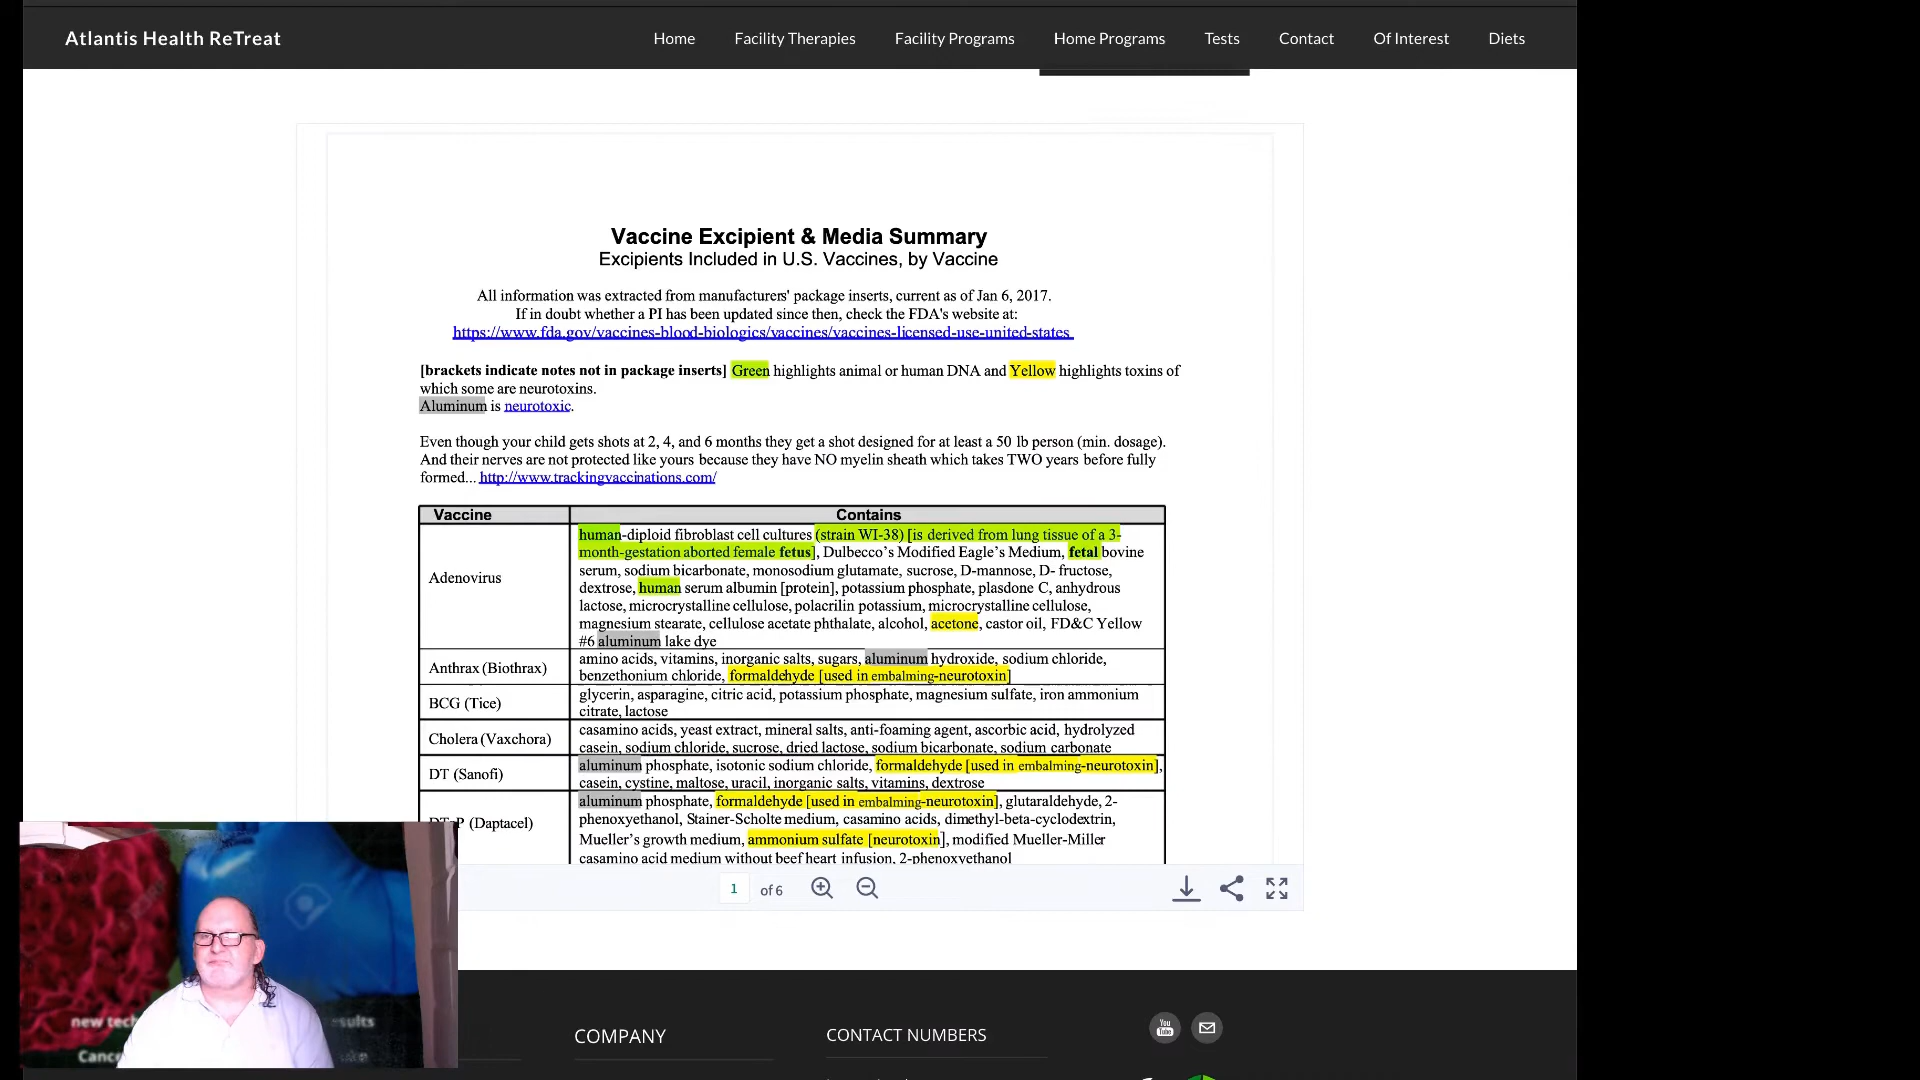 Atlantis Health ReTreat
Home Facility Therapies Facility Programs Home Programs Tests Contact Of Interest Diets
Vaccine Excipient & Media Summary
Excipients Included in U.S. Vaccines, by Vaccine
All information was extracted from manufacturers' package inserts, current as of Jan 6, 2017.
If in doubt whether a PI has been updated since then, check the FDA's website at:
https://www.fda.gov/vaccines-blood-biologics/vaccines/vaccines-licensed-use-united-states
[brackets indicate notes not in package inserts] Green highlights animal or human DNA and Yellow highlights toxins of
which some are neurotoxins.
Aluminum is neurotoxic.
Even though your child gets shots at 2, 4, and 6 months they get a shot designed for at least a 50 lb person (min. dosage).
And their nerves are not protected like yours because they have NO myelin sheath which takes TWO years before fully
formed... http://www.trackingvaccinations.com/
Vaccine Contains
Adenovirus
human-diploid fibroblast cell cultures (strain WI-38) [is derived from lung tissue of a 3-
month-gestation aborted female fetus], Dulbecco's Modified Eagle's Medium, fetal bovine
serum, sodium bicarbonate, monosodium glutamate, sucrose, D-mannose, D- fructose,
dextrose, human serum albumin [protein], potassium phosphate, plasdone C, anhydrous
lactose, microcrystalline cellulose, polacrilin potassium, microcrystalline cellulose,
magnesium stearate, cellulose acetate phthalate, alcohol, acetone, castor oil, FD&C Yellow
#6 aluminum lake dye
Anthrax (Biothrax)
amino acids, vitamins, inorganic salts, sugars, aluminum hydroxide, sodium chloride,
benzethonium chloride, formaldehyde [used in embalming-neurotoxin]
BCG (Tice)
glycerin, asparagine, citric acid, potassium phosphate, magnesium sulfate, iron ammonium
citrate, lactose
Cholera (Vaxchora)
casamino acids, yeast extract, mineral salts, anti-foaming agent, ascorbic acid, hydrolyzed
casein, sodium chloride, sucrose, dried lactose, sodium bicarbonate, sodium carbonate
DT (Sanofi)
aluminum phosphate, isotonic sodium chloride, formaldehyde [used in embalming-neurotoxin],
casein, cystine, maltose, uracil, inorganic salts, vitamins, dextrose
(Daptacel)
aluminum phosphate, formaldehyde [used in embalming-neurotoxin], glutaraldehyde, 2-
phenoxyethanol, Stainer-Scholte medium, casamino acids, dimethyl-beta-cyclodextrin,
Mueller's growth medium, ammonium sulfate [neurotoxin], modified Mueller-Miller
casamino acid medium without beef heart infusion, 2-phenoxyethanol
1 of 6
new
COMPANY
CONTACT NUMBERS
You
Tube